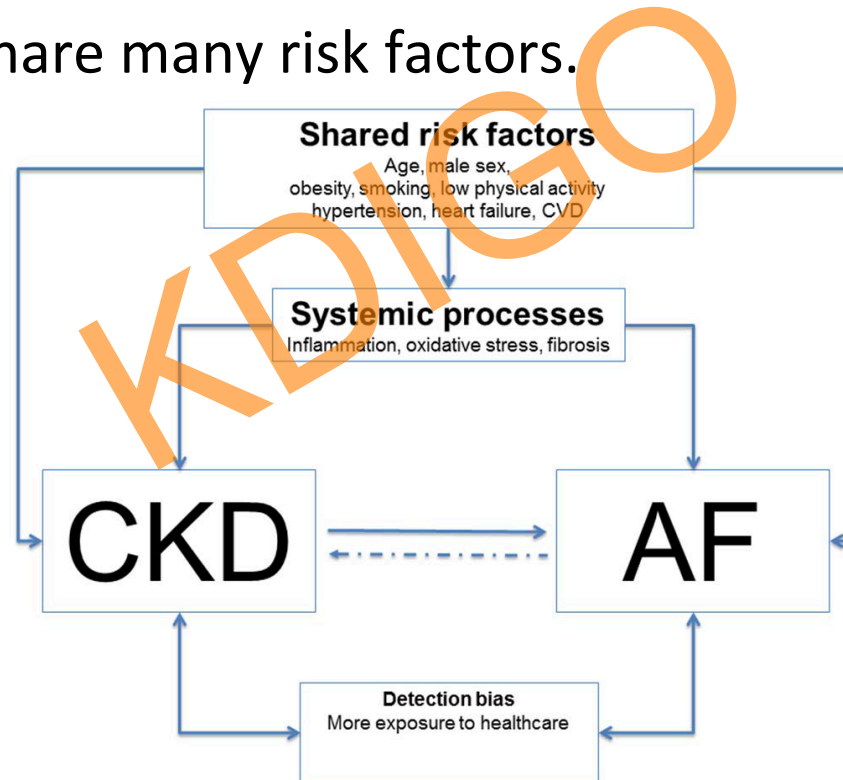 hare many risk factors.
KDIGO
Shared risk factors
Age, male sex,
obesity, smoking, low physical activity
hypertension, heart failure, CVD
Systemic processes
Inflammation, oxidative stress, fibrosis
CKD
AF
Detection bias
More exposure to healthcare